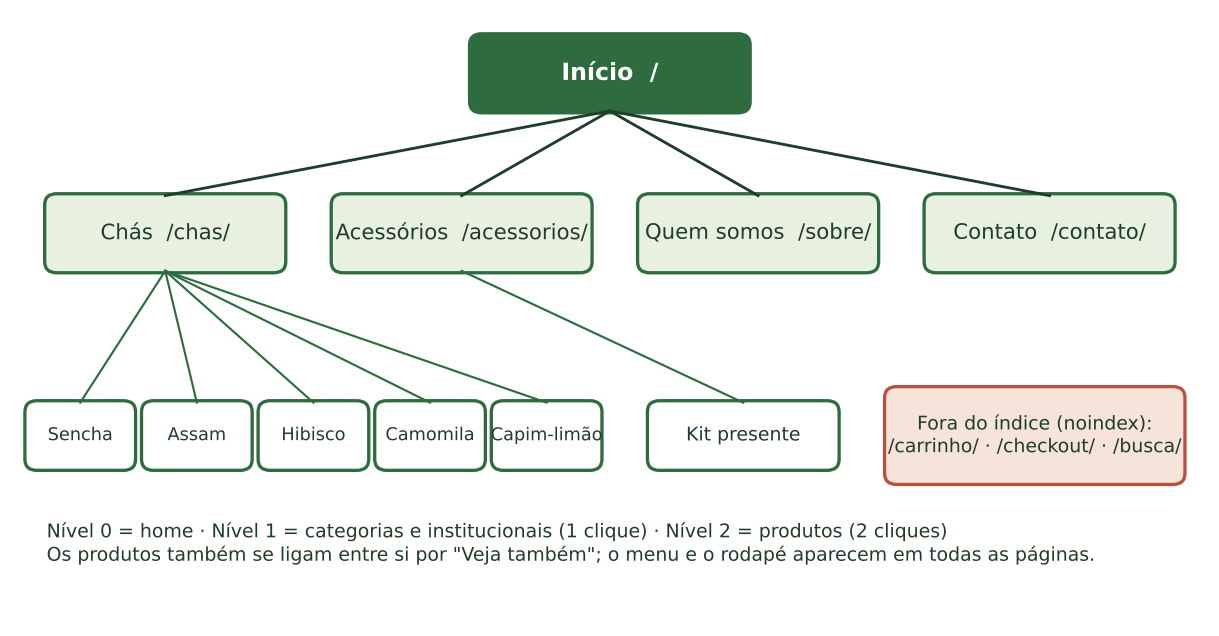 Início  /
Chás  /chas/
Acessórios  /acessorios/
Quem somos  /sobre/
Contato  /contato/
Sencha
Assam
Hibisco
Camomila
Capim-limão
Kit presente
Fora do índice (noindex):
/carrinho/ · /checkout/ · /busca/
Nível 0 = home · Nível 1 = categorias e institucionais (1 clique) · Nível 2 = produtos (2 cliques)
Os produtos também se ligam entre si por "Veja também"; o menu e o rodapé aparecem em todas as páginas.